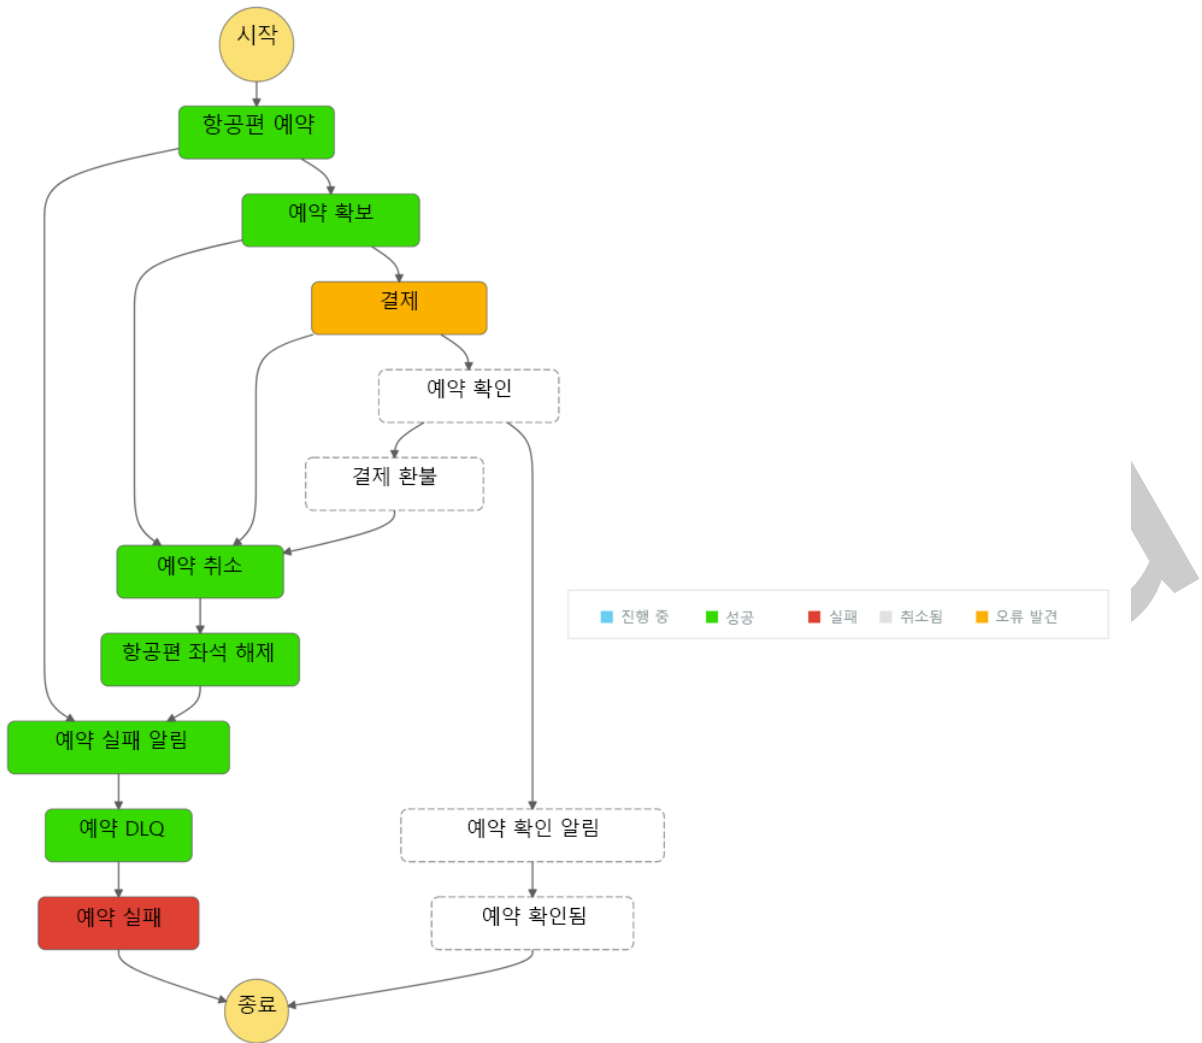 시작
항공편 예약
예약 확보
결제
예약 확인
결제 환불
예약 취소
진행 중 성공 실패 취소됨 오류 발견
항공편 좌석 해제
예약 실패 알림
예약 DLQ
예약 확인 알림
예약 실패
예약 확인됨
종료